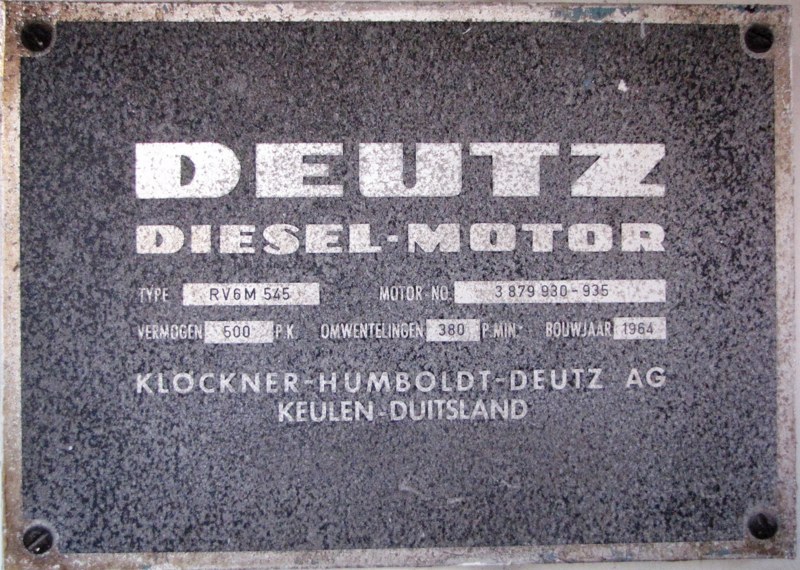 DEUTZ
DIESEL-MOTOR
TYPE RV6M 545 MOTOR-NO. 3 879 930-935
VERMOGEN 500 P.K. OMWENTELINGEN 380 P.MIN. BOUWJAAR 1964
KLÖCKNER-HUMBOLDT-DEUTZ AG
KEULEN-DUITSLAND